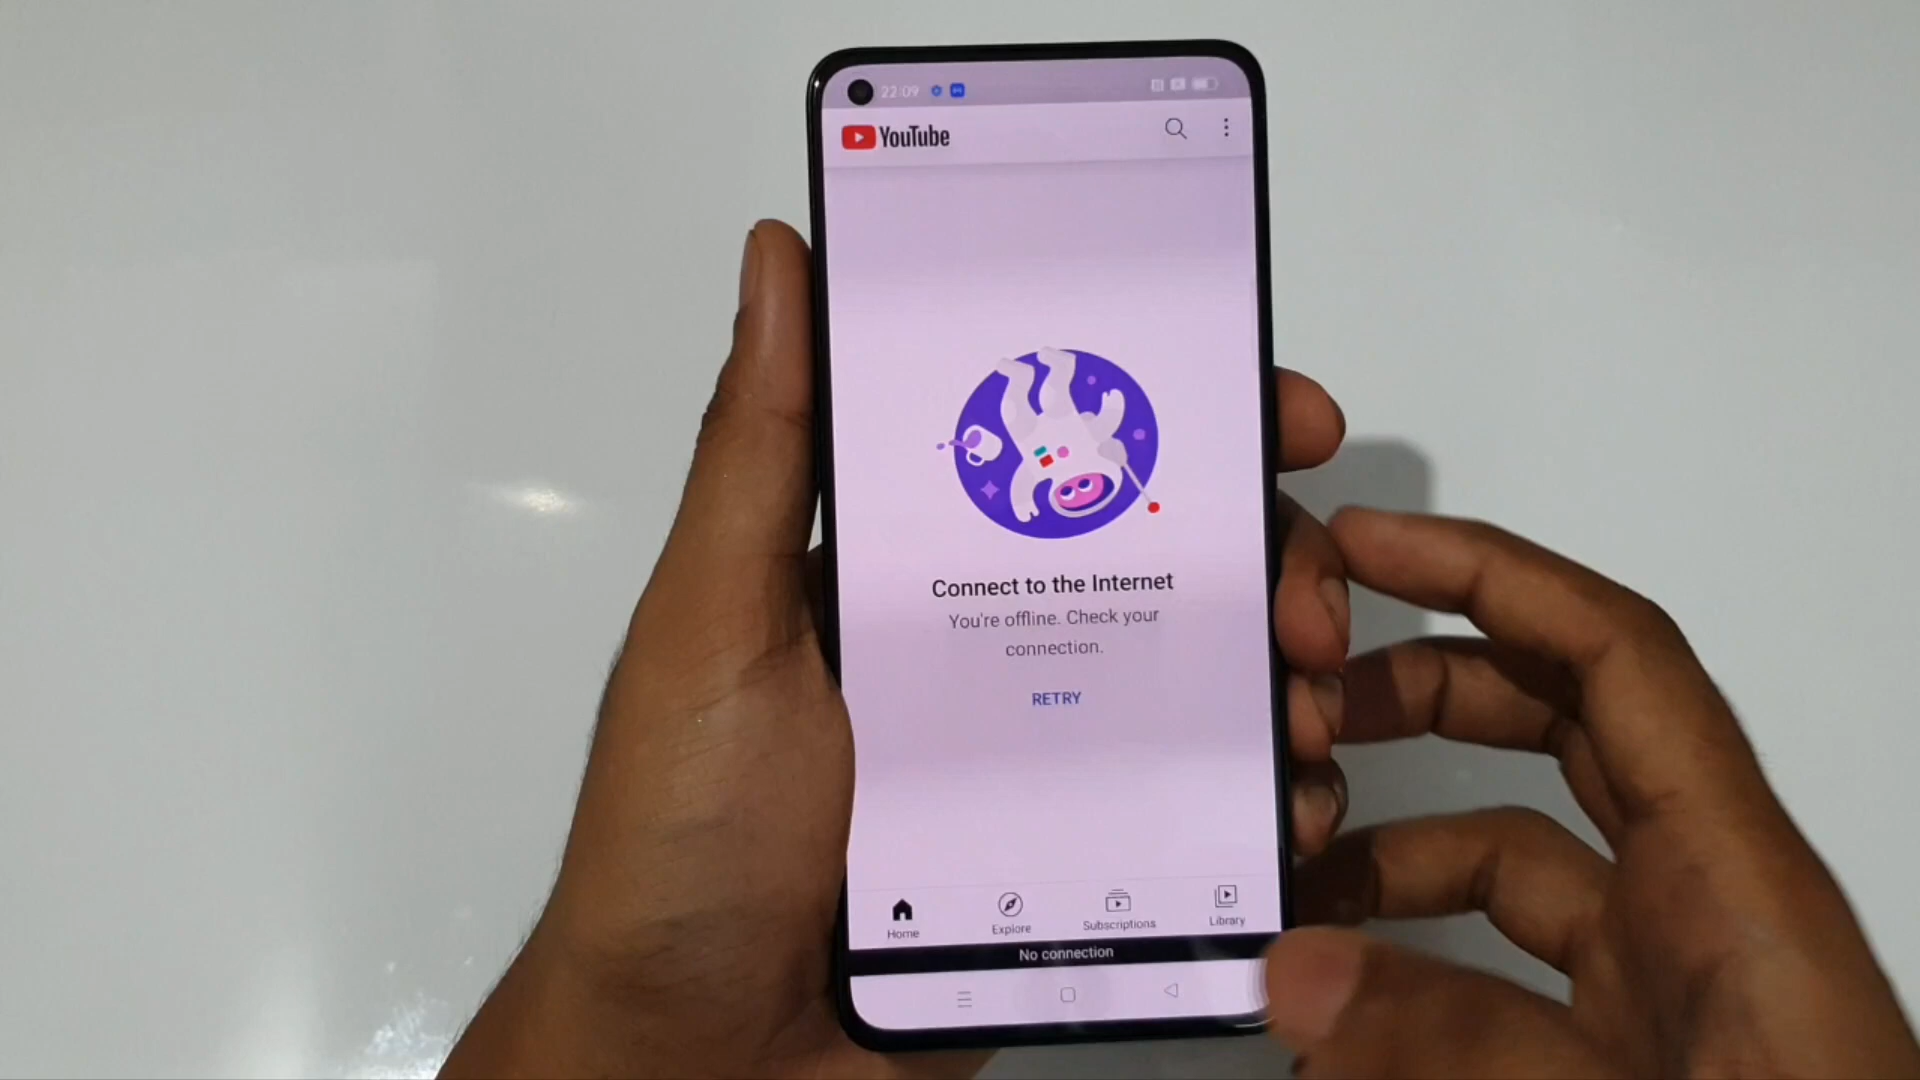 22:09
YouTube
Connect to the Internet
You're offline. Check your
connection.
RETRY
Home
Explore
Subscriptions
Library
No connection